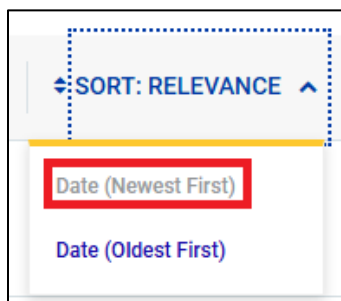 SORT: RELEVANCE
Date (Newest First)
Date (Oldest First)